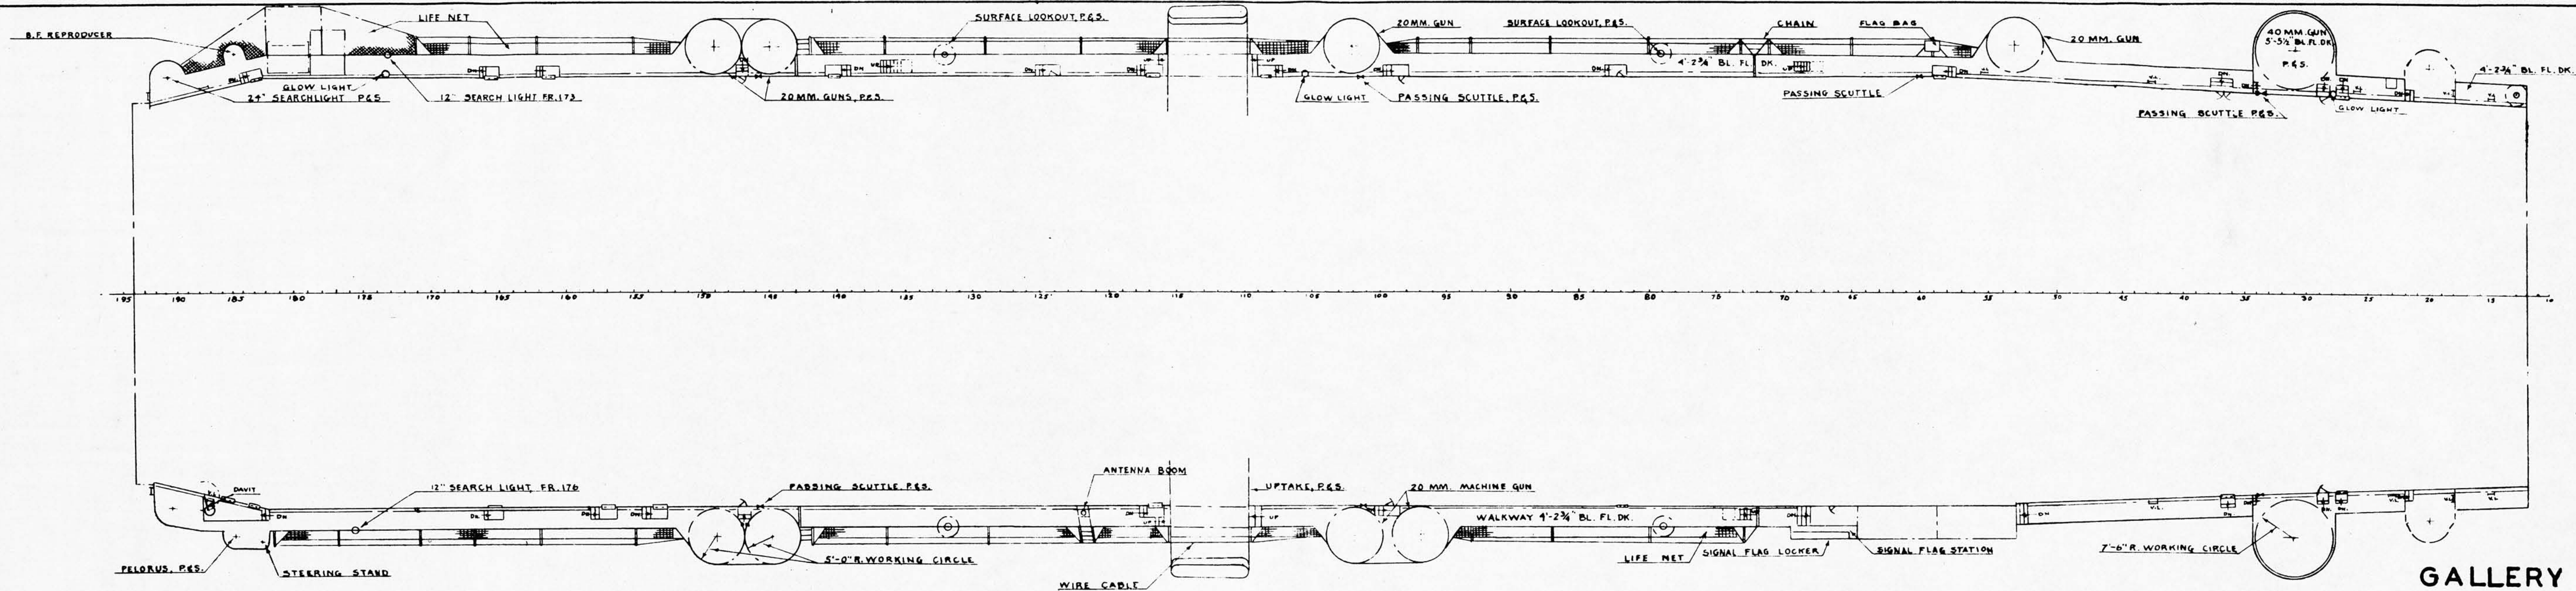 B.F. REPRODUCER
LIFE NET
SURFACE LOOKOUT, P.&S.
20MM. GUN
SURFACE LOOKOUT, P.&S.
CHAIN
FLAG BAG
20 MM. GUN
40 MM. GUN
5'-5½" BL. FL. DK.
P.&S.
4'-2¾" BL. FL. DK.
4'-2¾" BL. FL. DK.
GLOW LIGHT
24" SEARCHLIGHT P&S
12" SEARCH LIGHT FR. 173
20MM. GUNS, P.&S.
GLOW LIGHT
PASSING SCUTTLE, P.&S.
PASSING SCUTTLE
PASSING SCUTTLE P.&S.
GLOW LIGHT
195 190 185 180 175 170 165 160 155 150 145 140 135 130 125 120 115 110 105 100 95 90 85 80 75 70 65 60 55 50 45 40 35 30 25 20 15 10
DAVIT
12" SEARCH LIGHT, FR. 176
PASSING SCUTTLE, P.&S.
ANTENNA BOOM
UPTAKE, P.&S.
20 MM. MACHINE GUN
WALKWAY 4'-2¾" BL. FL. DK.
PELORUS, P.&S.
STEERING STAND
5'-0" R. WORKING CIRCLE
WIRE CABLE
LIFE NET
SIGNAL FLAG LOCKER
SIGNAL FLAG STATION
7'-6" R. WORKING CIRCLE
GALLERY